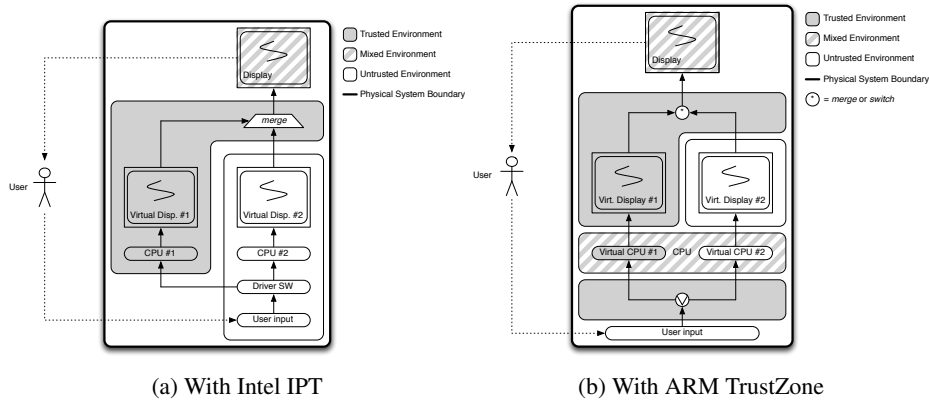 Display
Trusted Environment
Mixed Environment
Untrusted Environment
Physical System Boundary
merge
User
Virtual Disp. #1
Virtual Disp. #2
CPU #1
CPU #2
Driver SW
User input
(a) With Intel IPT
Display
Trusted Environment
Mixed Environment
Untrusted Environment
Physical System Boundary
* = merge or switch
*
User
Virt. Display #1
Virt. Display #2
Virtual CPU #1
CPU
Virtual CPU #2
User input
(b) With ARM TrustZone